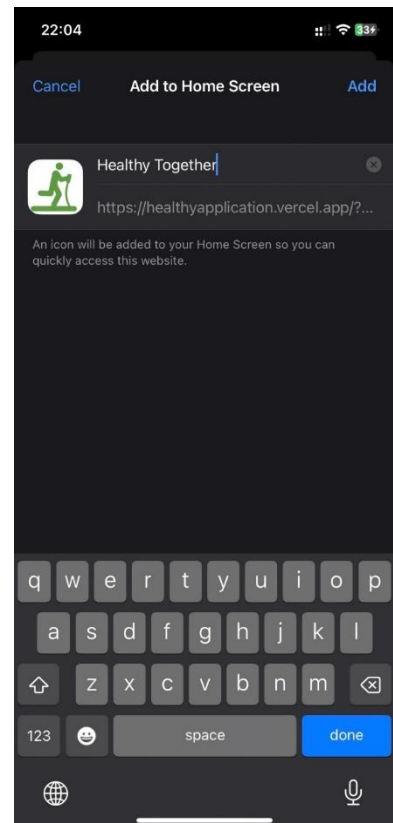 22:04
33
Cancel
Add to Home Screen
Add
Healthy Together
https://healthyapplication.vercel.app/?...
An icon will be added to your Home Screen so you can
quickly access this website.
q w e r t y u i o p
a s d f g h j k l
z x c v b n m
123 space done